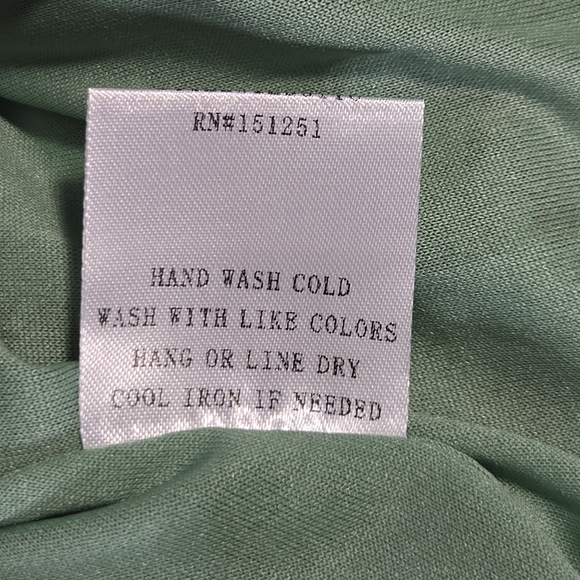 RN#151251
HAND WASH COLD
WASH WITH LIKE COLORS
HANG OR LINE DRY
COOL IRON IF NEEDED